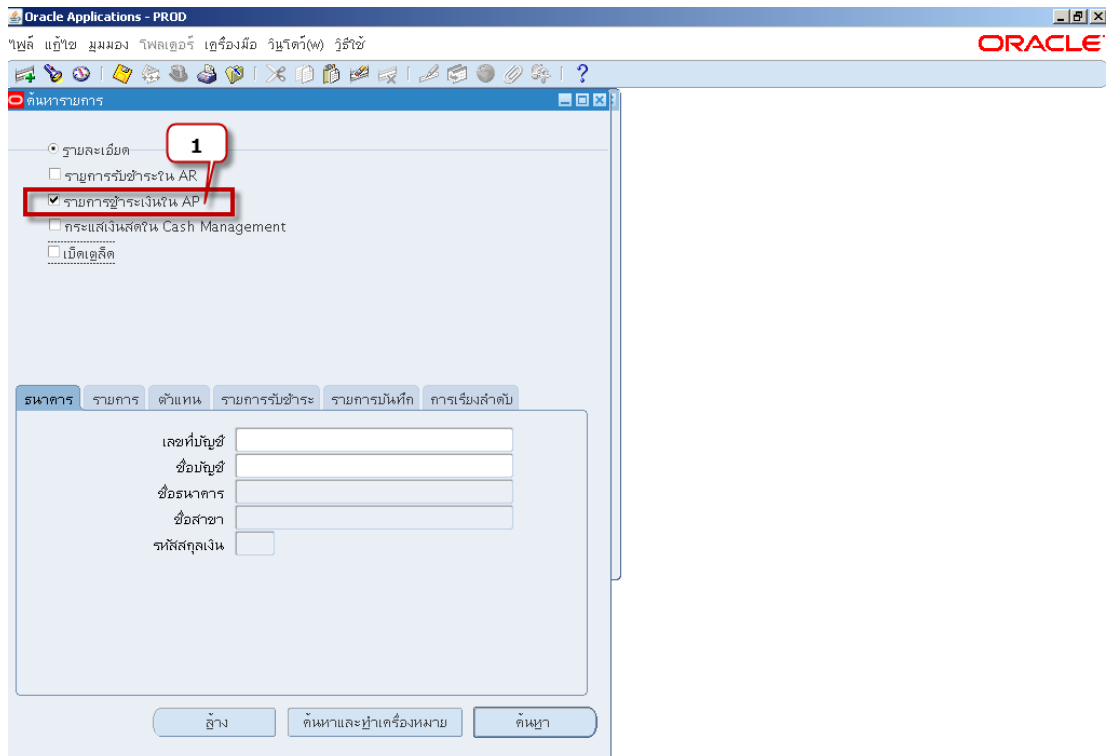 Oracle Applications - PROD
ไฟล์ แก้ไข มุมมอง โฟลเดอร์ เครื่องมือ วินโดว์(w) วิธีใช้
ORACLE
ค้นหารายการ
รายละเอียด
1
รายการรับชำระใน AR
รายการชำระเงินใน AP
กระแสเงินสดใน Cash Management
เบ็ดเตล็ด
ธนาคาร รายการ ตัวแทน รายการรับชำระ รายการบันทึก การเรียงลำดับ
เลขที่บัญชี
ชื่อบัญชี
ชื่อธนาคาร
ชื่อสาขา
รหัสสกุลเงิน
ล้าง ค้นหาและทำเครื่องหมาย ค้นหา